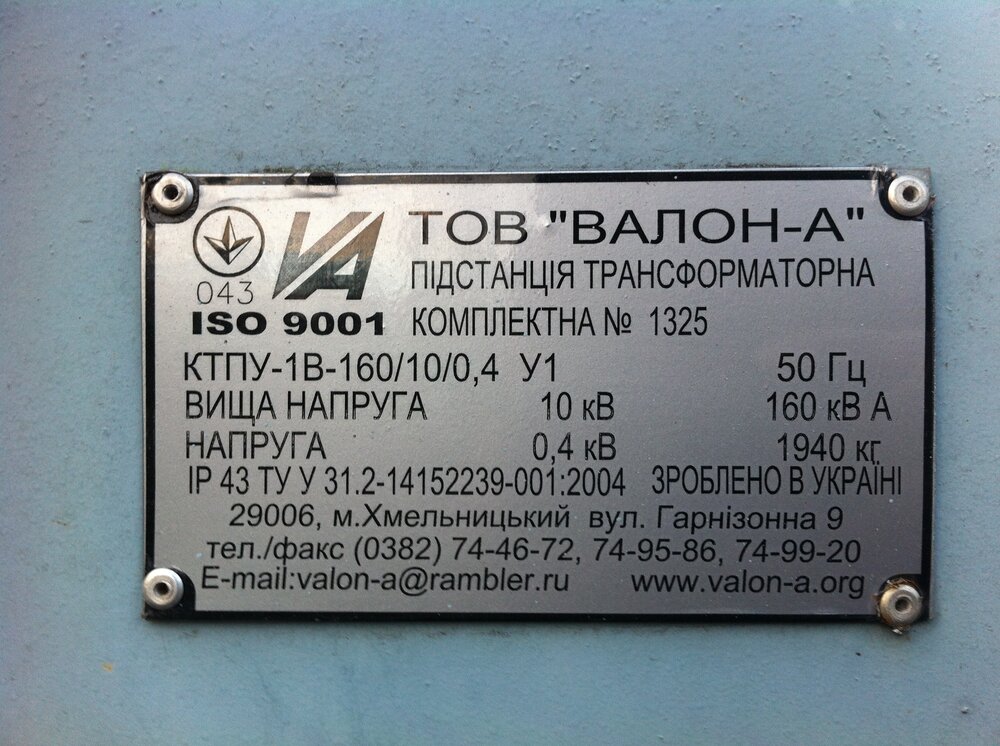 ТОВ "ВАЛОН-А"
ПІДСТАНЦІЯ ТРАНСФОРМАТОРНА
043
VA
ISO 9001 КОМПЛЕКТНА № 1325
КТПУ-1В-160/10/0,4 У1 50 Гц
ВИЩА НАПРУГА 10 кВ 160 кВ А
НАПРУГА 0,4 кВ 1940 кг
ІР 43 ТУ У 31.2-14152239-001:2004 ЗРОБЛЕНО В УКРАЇНІ
29006, м.Хмельницький вул. Гарнізонна 9
тел./факс (0382) 74-46-72, 74-95-86, 74-99-20
E-mail:valon-a@rambler.ru www.valon-a.org